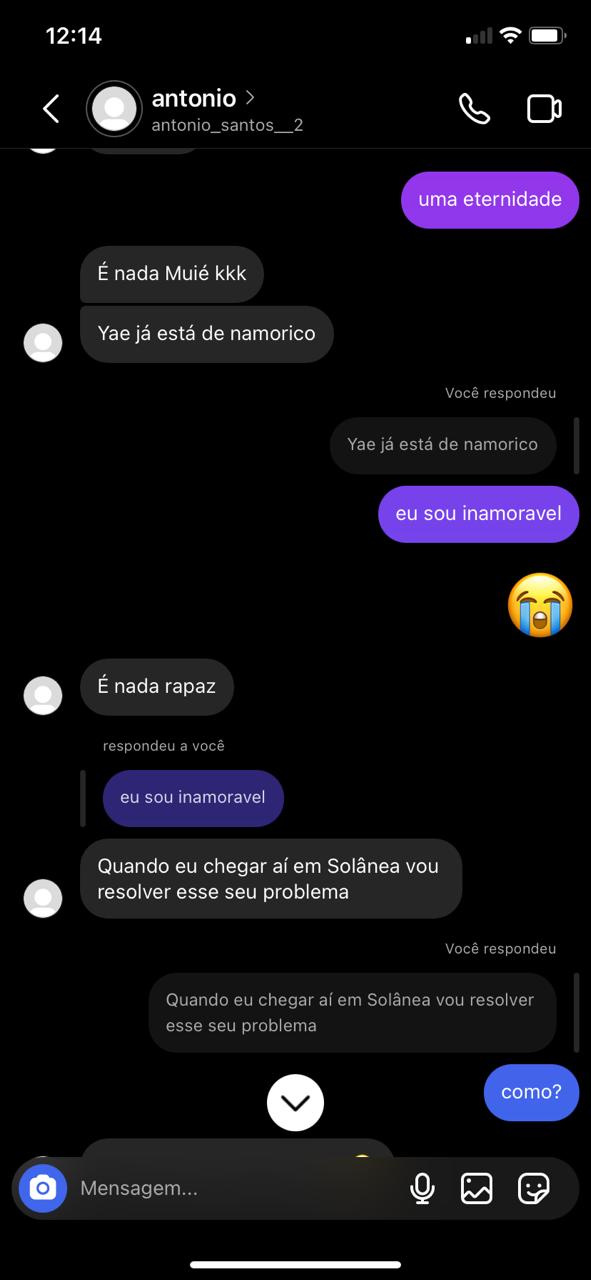 12:14
antonio
antonio_santos__2
uma eternidade
É nada Muié kkk
Yae já está de namorico
Você respondeu
Yae já está de namorico
eu sou inamoravel
É nada rapaz
respondeu a você
eu sou inamoravel
Quando eu chegar aí em Solânea vou
resolver esse seu problema
Você respondeu
Quando eu chegar aí em Solânea vou resolver
esse seu problema
como?
Mensagem...